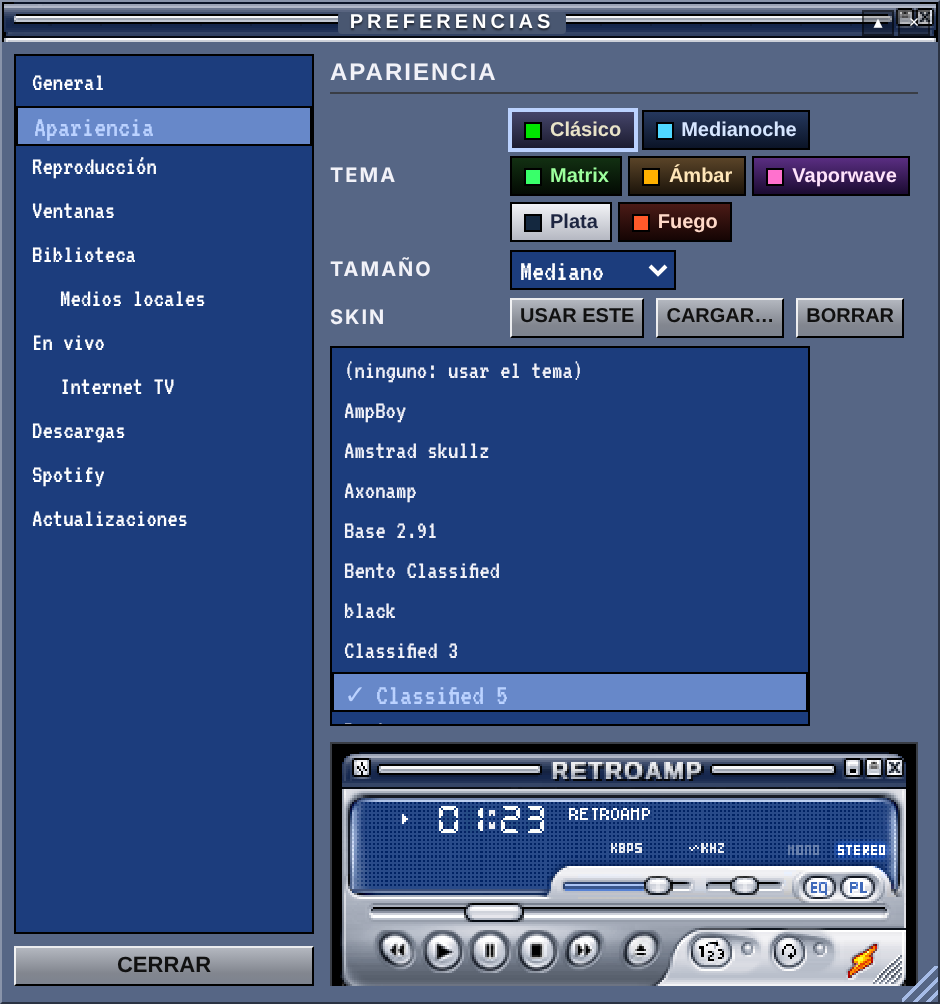 PREFERENCIAS
General
Apariencia
Reproducción
Ventanas
Biblioteca
Medios locales
En vivo
Internet TV
Descargas
Spotify
Actualizaciones
CERRAR
APARIENCIA
TEMA
Clásico
Medianoche
Matrix
Ámbar
Vaporwave
Plata
Fuego
TAMAÑO
Mediano
SKIN
USAR ESTE
CARGAR...
BORRAR
(ninguno: usar el tema)
AmpBoy
Amstrad skullz
Axonamp
Base 2.91
Bento Classified
black
Classified 3
✓ Classified 5
RETROAMP
01:23
RETROAMP
KBPS
KHZ
MONO
STEREO
EQ
PL
123